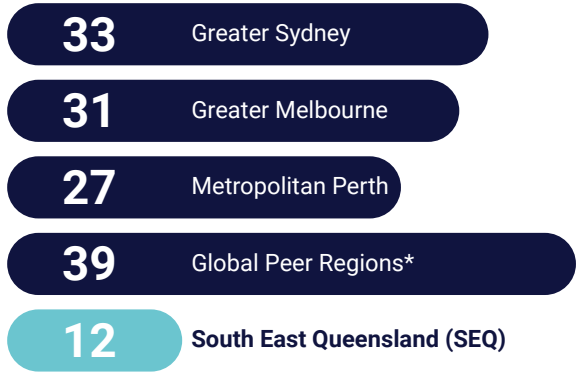 33 Greater Sydney
31 Greater Melbourne
27 Metropolitan Perth
39 Global Peer Regions*
12 South East Queensland (SEQ)